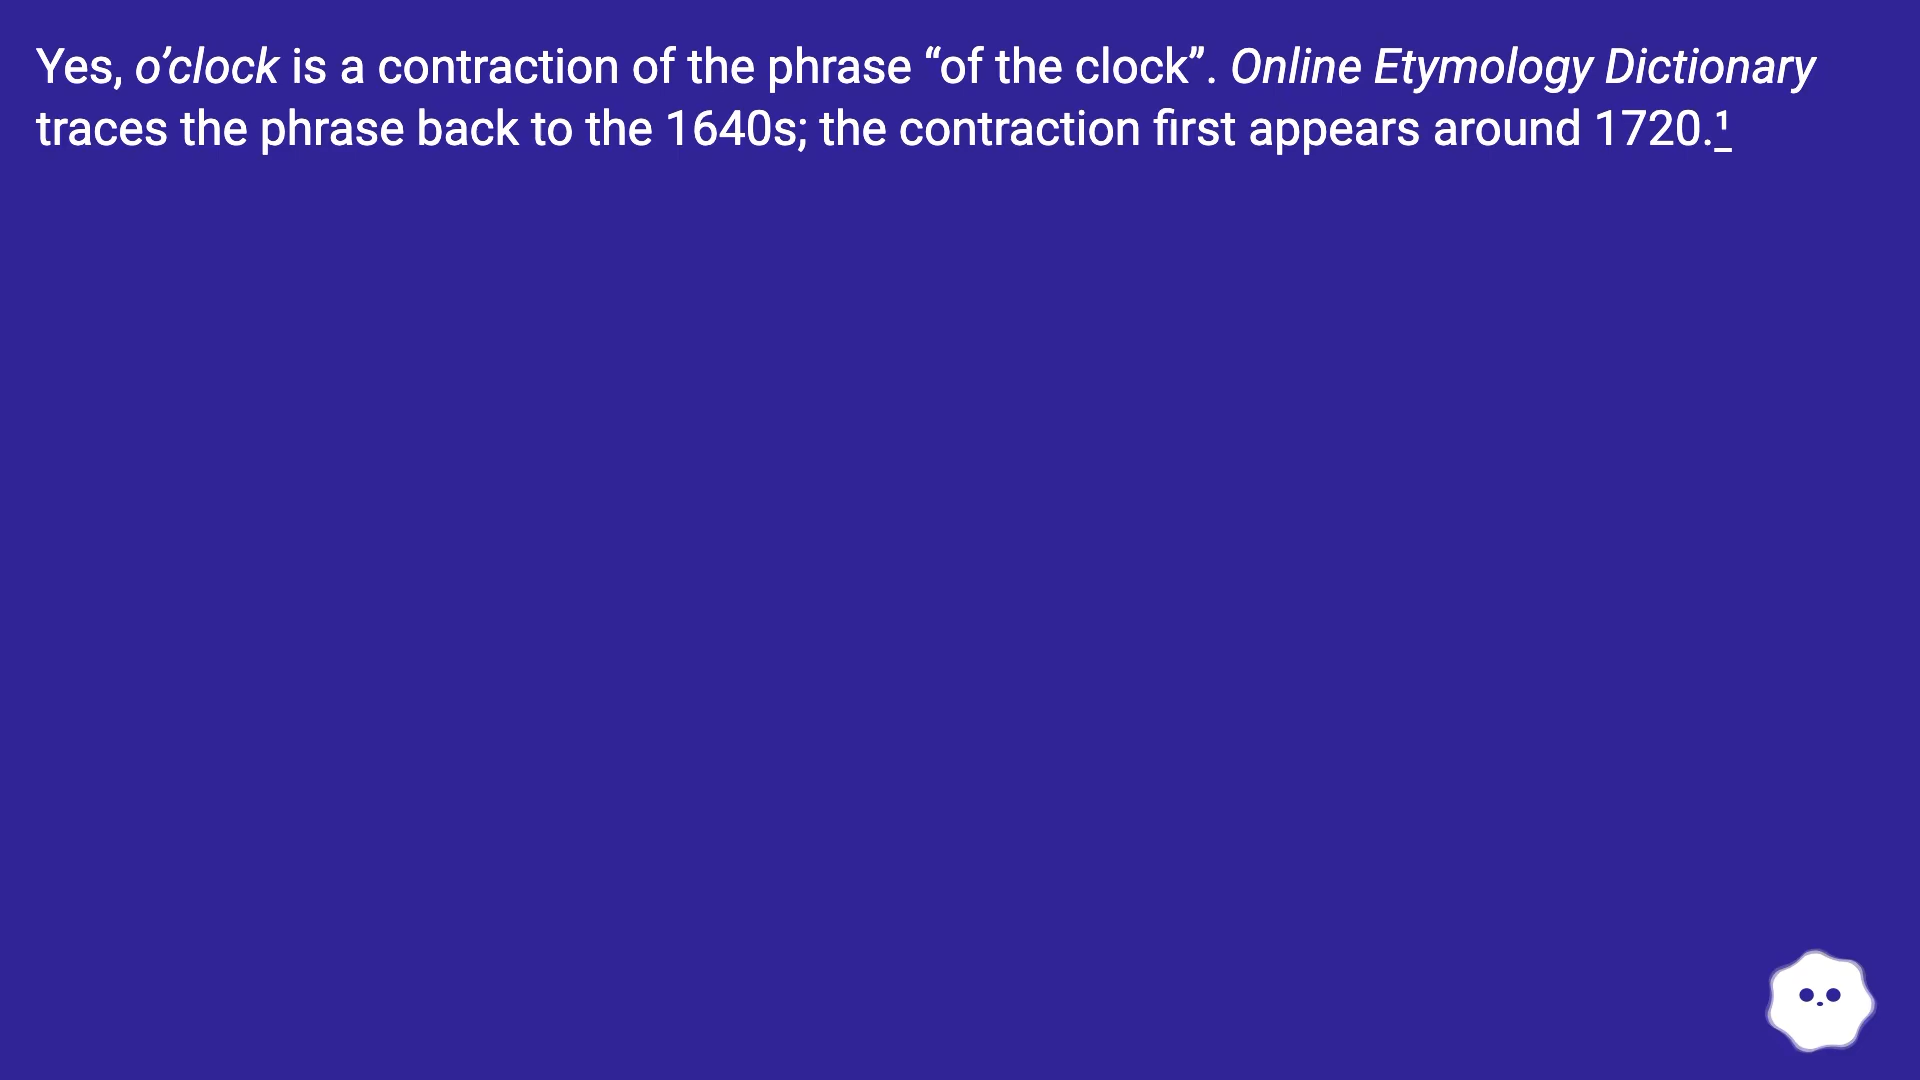 Yes, o’clock is a contraction of the phrase “of the clock”. Online Etymology Dictionary
traces the phrase back to the 1640s; the contraction first appears around 1720.¹